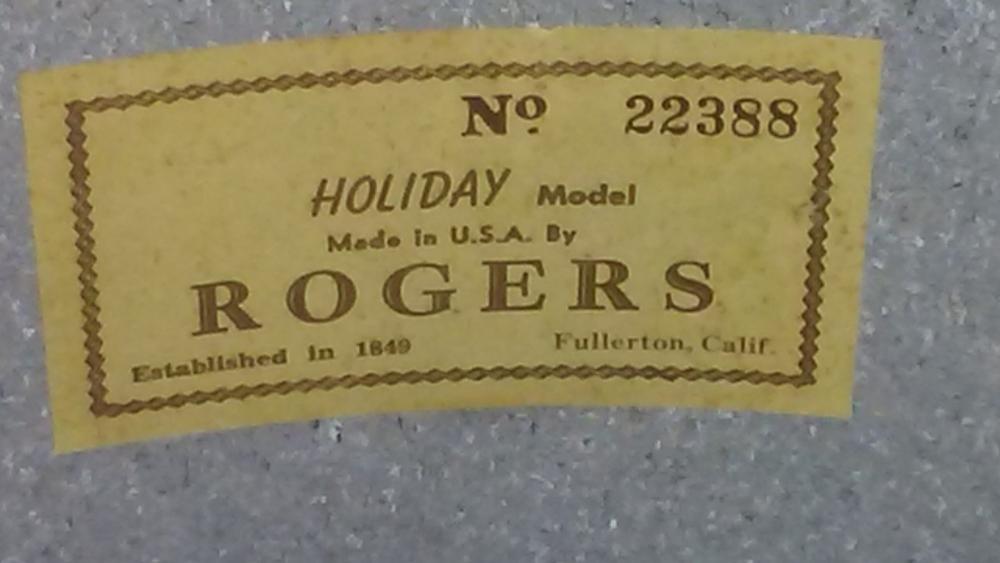 Nº 22388
HOLIDAY Model
Made in U.S.A. By
ROGERS
Established in 1849 Fullerton, Calif.